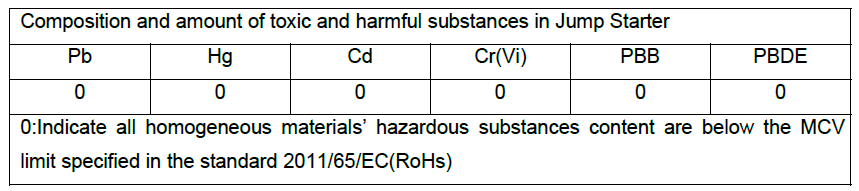 Composition and amount of toxic and harmful substances in Jump Starter
Pb Hg Cd Cr(Vi) PBB PBDE
0 0 0 0 0 0
0:Indicate all homogeneous materials’ hazardous substances content are below the MCV
limit specified in the standard 2011/65/EC(RoHs)